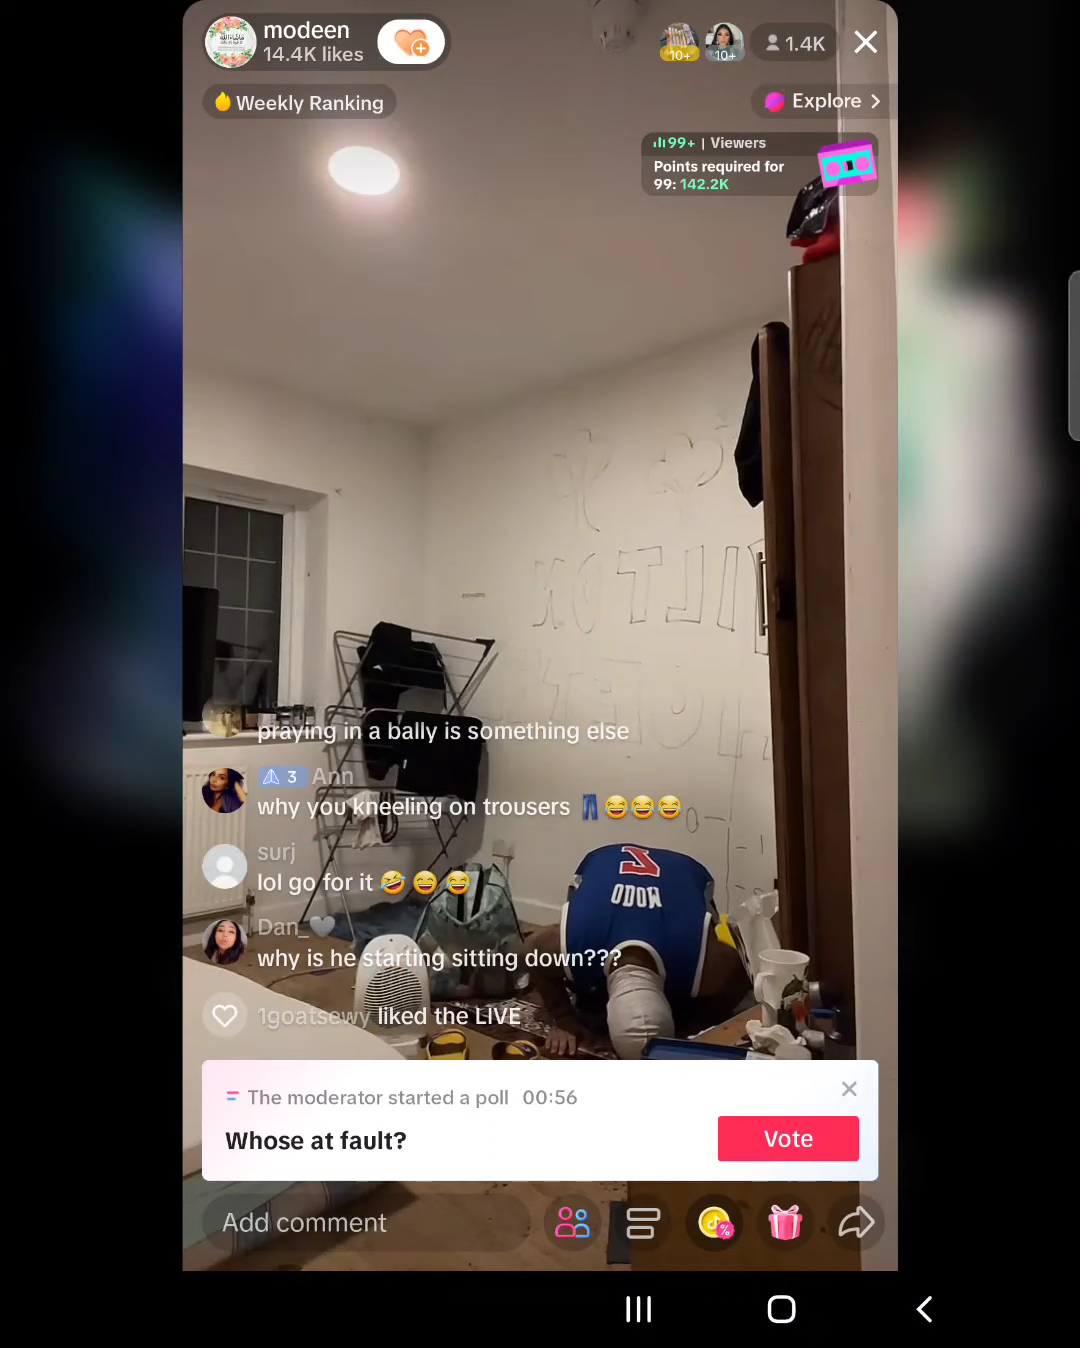 modeen
14.4K likes
10+
10+
1.4K
Weekly Ranking
Explore >
99+ | Viewers
Points required for
99: 142.2K
praying in a bally is something else
3 Ann
why you kneeling on trousers 👖😂😂😂
surj
lol go for it 🤣 😄 😂
Dan_🩶
why is he starting sitting down???
1goatsewy liked the LIVE
The moderator started a poll 00:56
Whose at fault?
Vote
Add comment